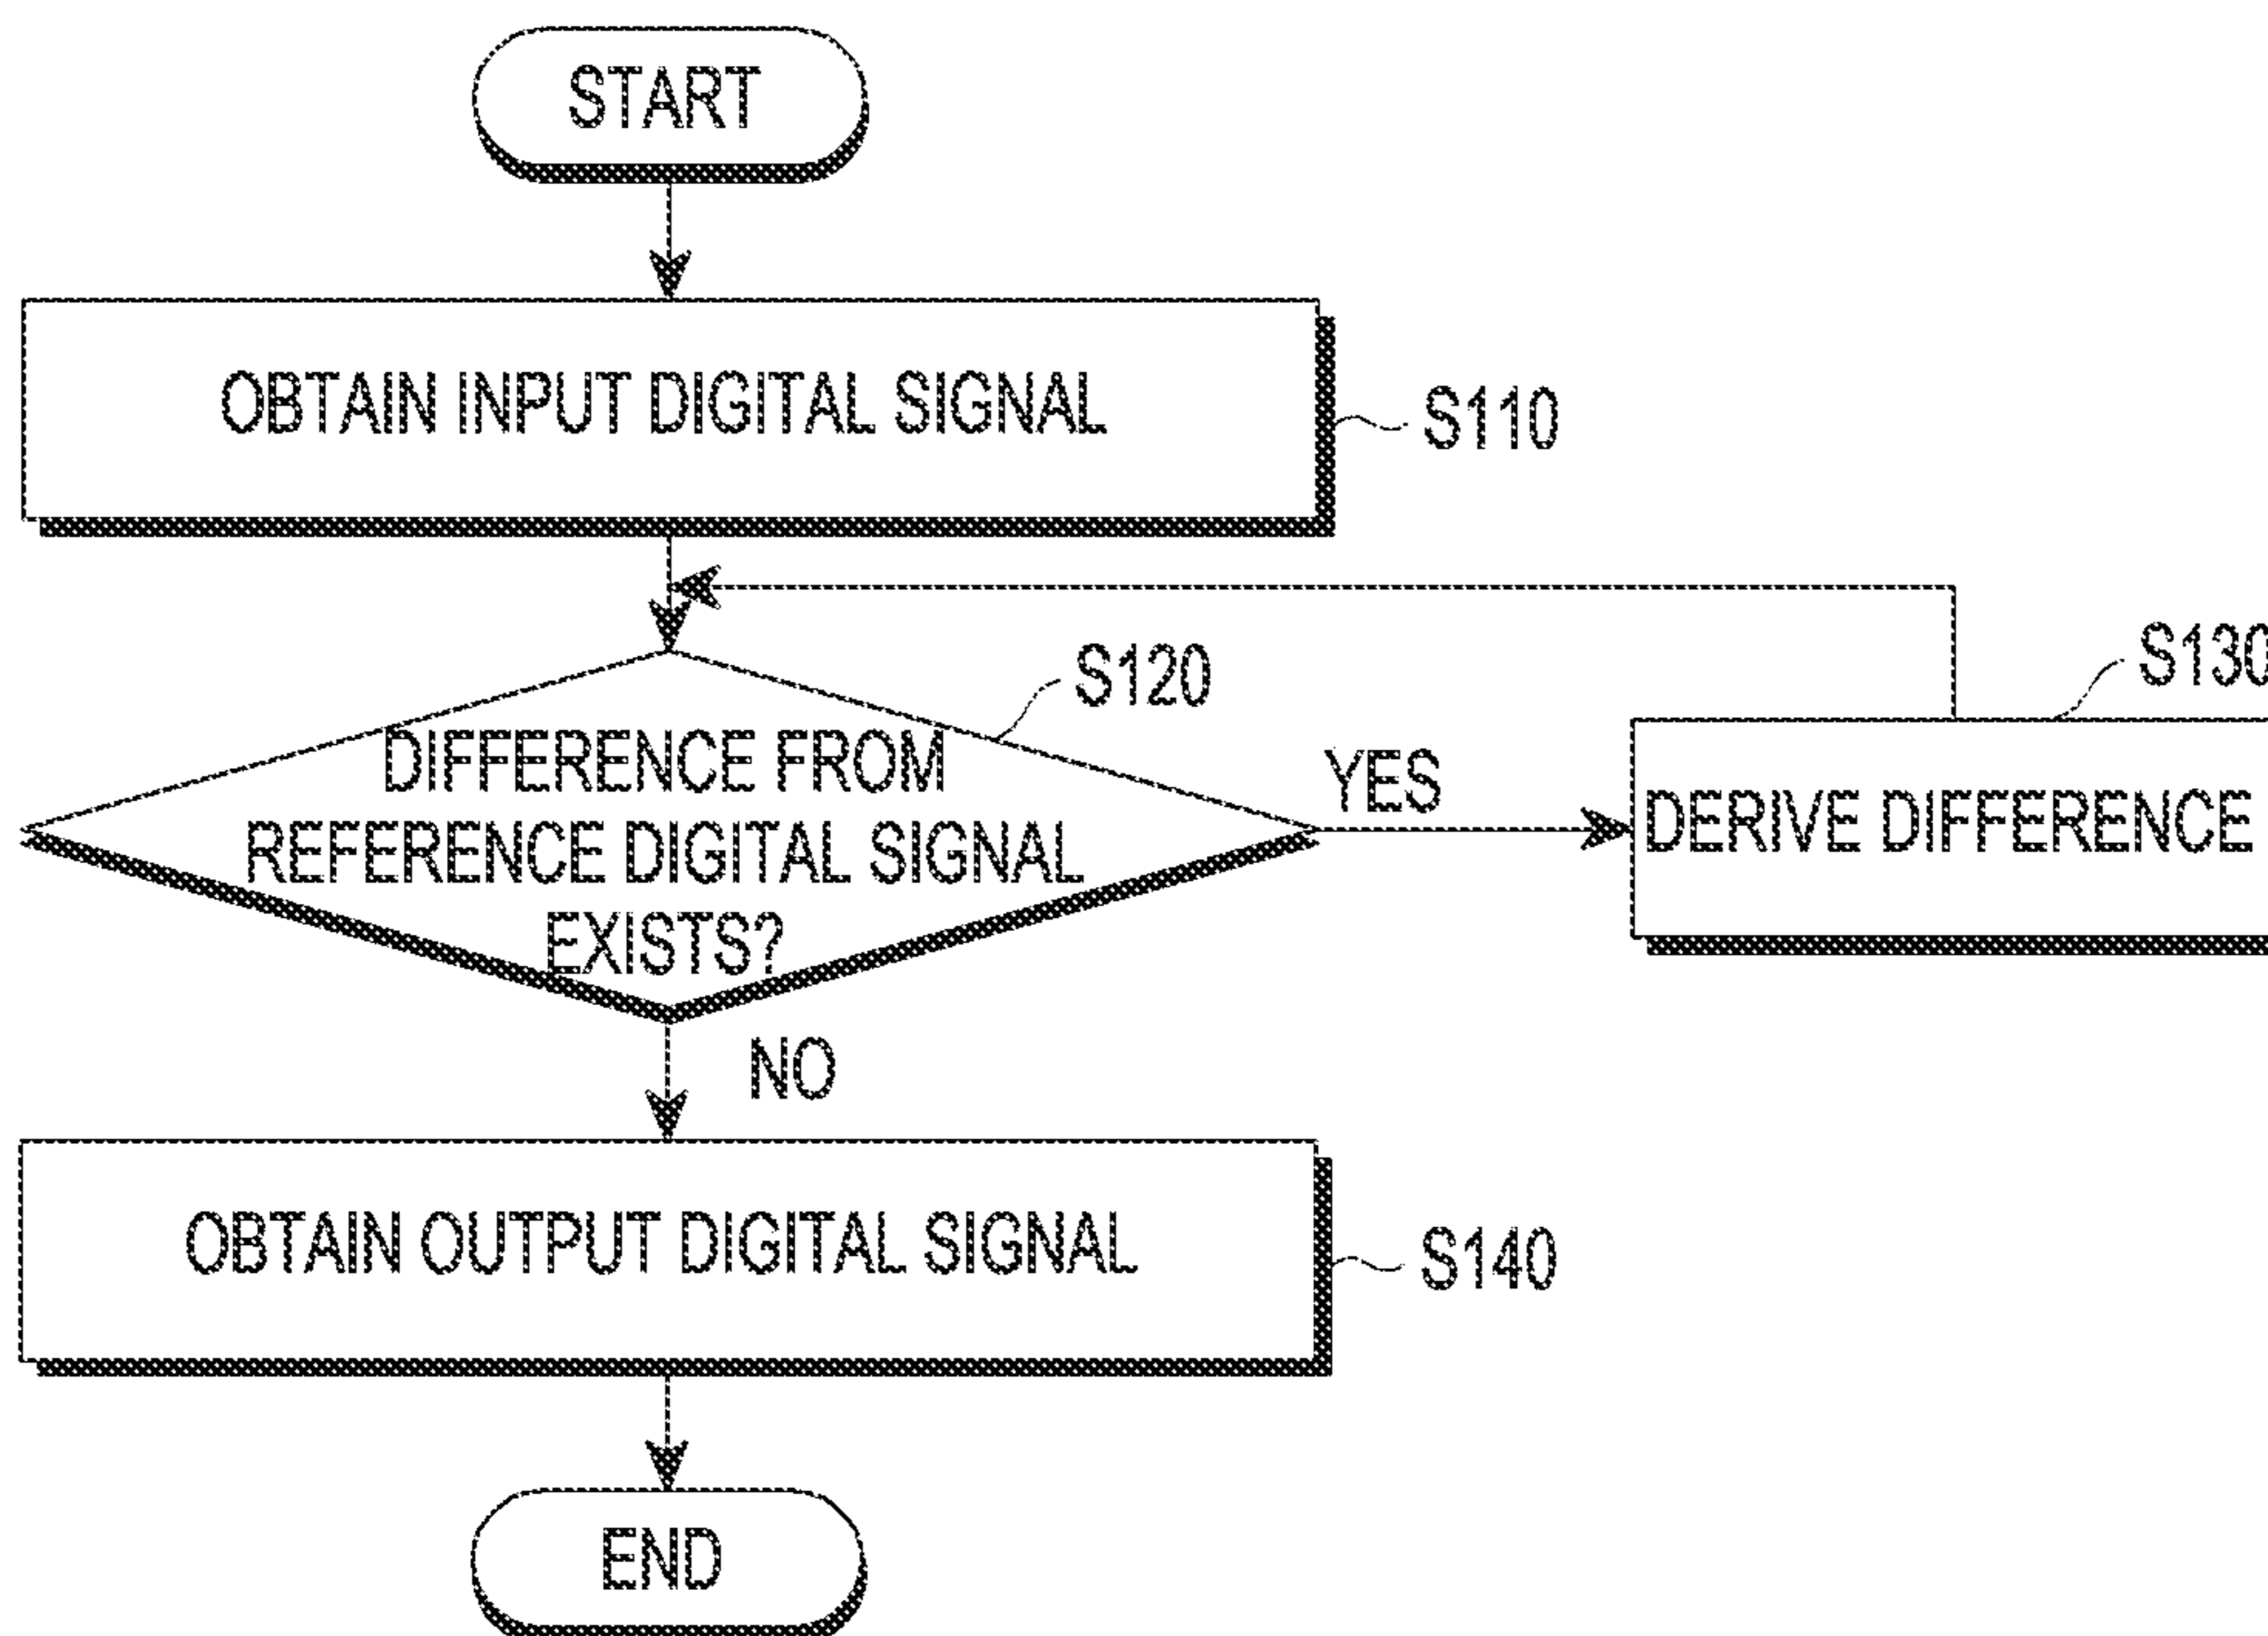 START
OBTAIN INPUT DIGITAL SIGNAL
S110
S120
DIFFERENCE FROM
REFERENCE DIGITAL SIGNAL
EXISTS?
YES
S130
DERIVE DIFFERENCE
NO
OBTAIN OUTPUT DIGITAL SIGNAL
S140
END